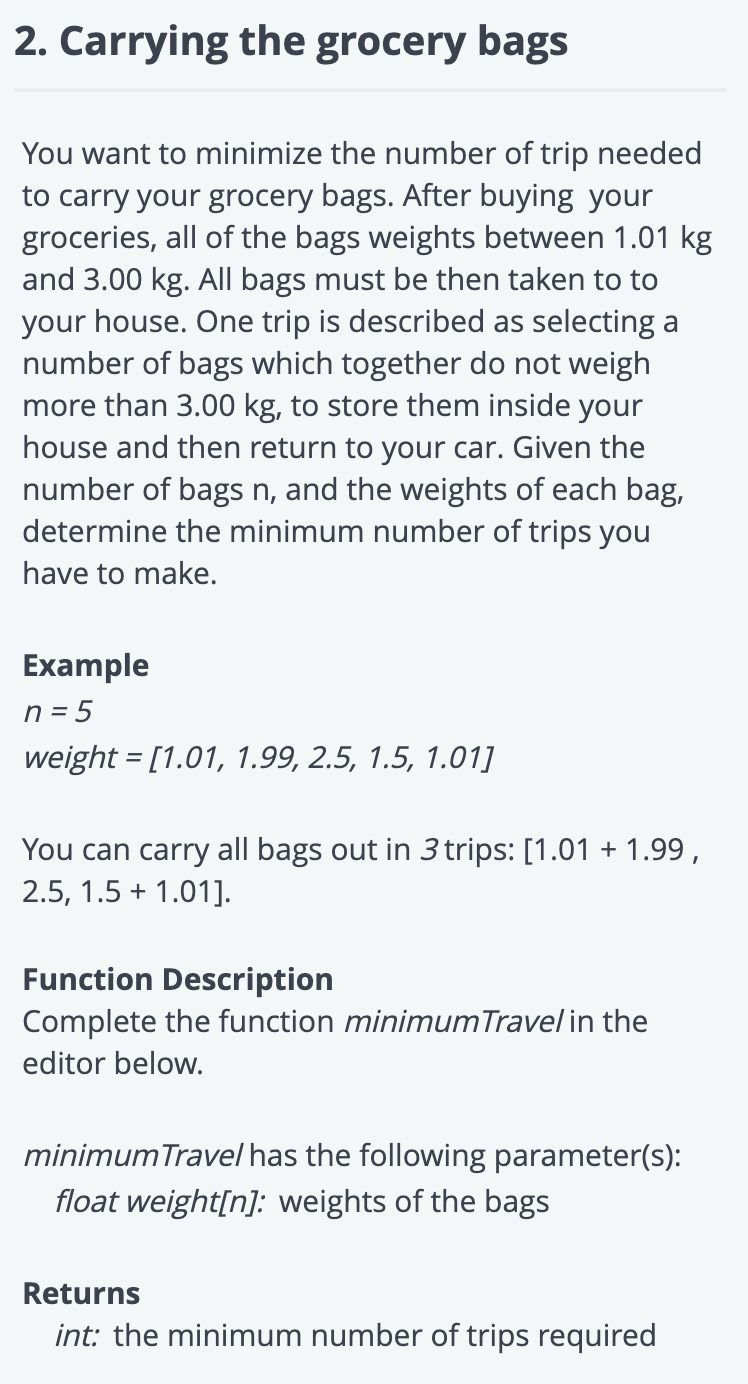 2. Carrying the grocery bags
You want to minimize the number of trip needed
to carry your grocery bags. After buying  your
groceries, all of the bags weights between 1.01 kg
and 3.00 kg. All bags must be then taken to to
your house. One trip is described as selecting a
number of bags which together do not weigh
more than 3.00 kg, to store them inside your
house and then return to your car. Given the
number of bags n, and the weights of each bag,
determine the minimum number of trips you
have to make.
Example
n = 5
weight = [1.01, 1.99, 2.5, 1.5, 1.01]
You can carry all bags out in 3 trips: [1.01 + 1.99 ,
2.5, 1.5 + 1.01].
Function Description
Complete the function minimumTravel in the
editor below.
minimumTravel has the following parameter(s):
float weight[n]:  weights of the bags
Returns
int:  the minimum number of trips required